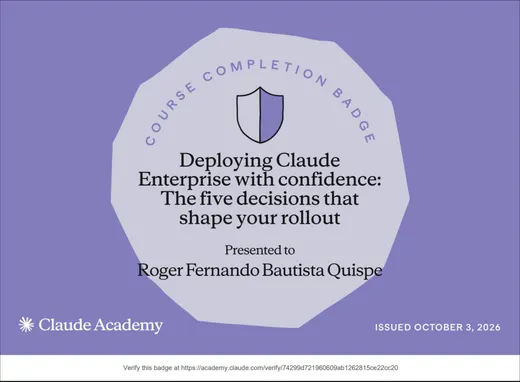 COURSE COMPLETION BADGE
Deploying Claude
Enterprise with confidence:
The five decisions that
shape your rollout
Presented to
Roger Fernando Bautista Quispe
Claude Academy
ISSUED OCTOBER 3, 2026
Verify this badge at https://academy.claude.com/verify/74299d721960609ab1262815ce22cc20